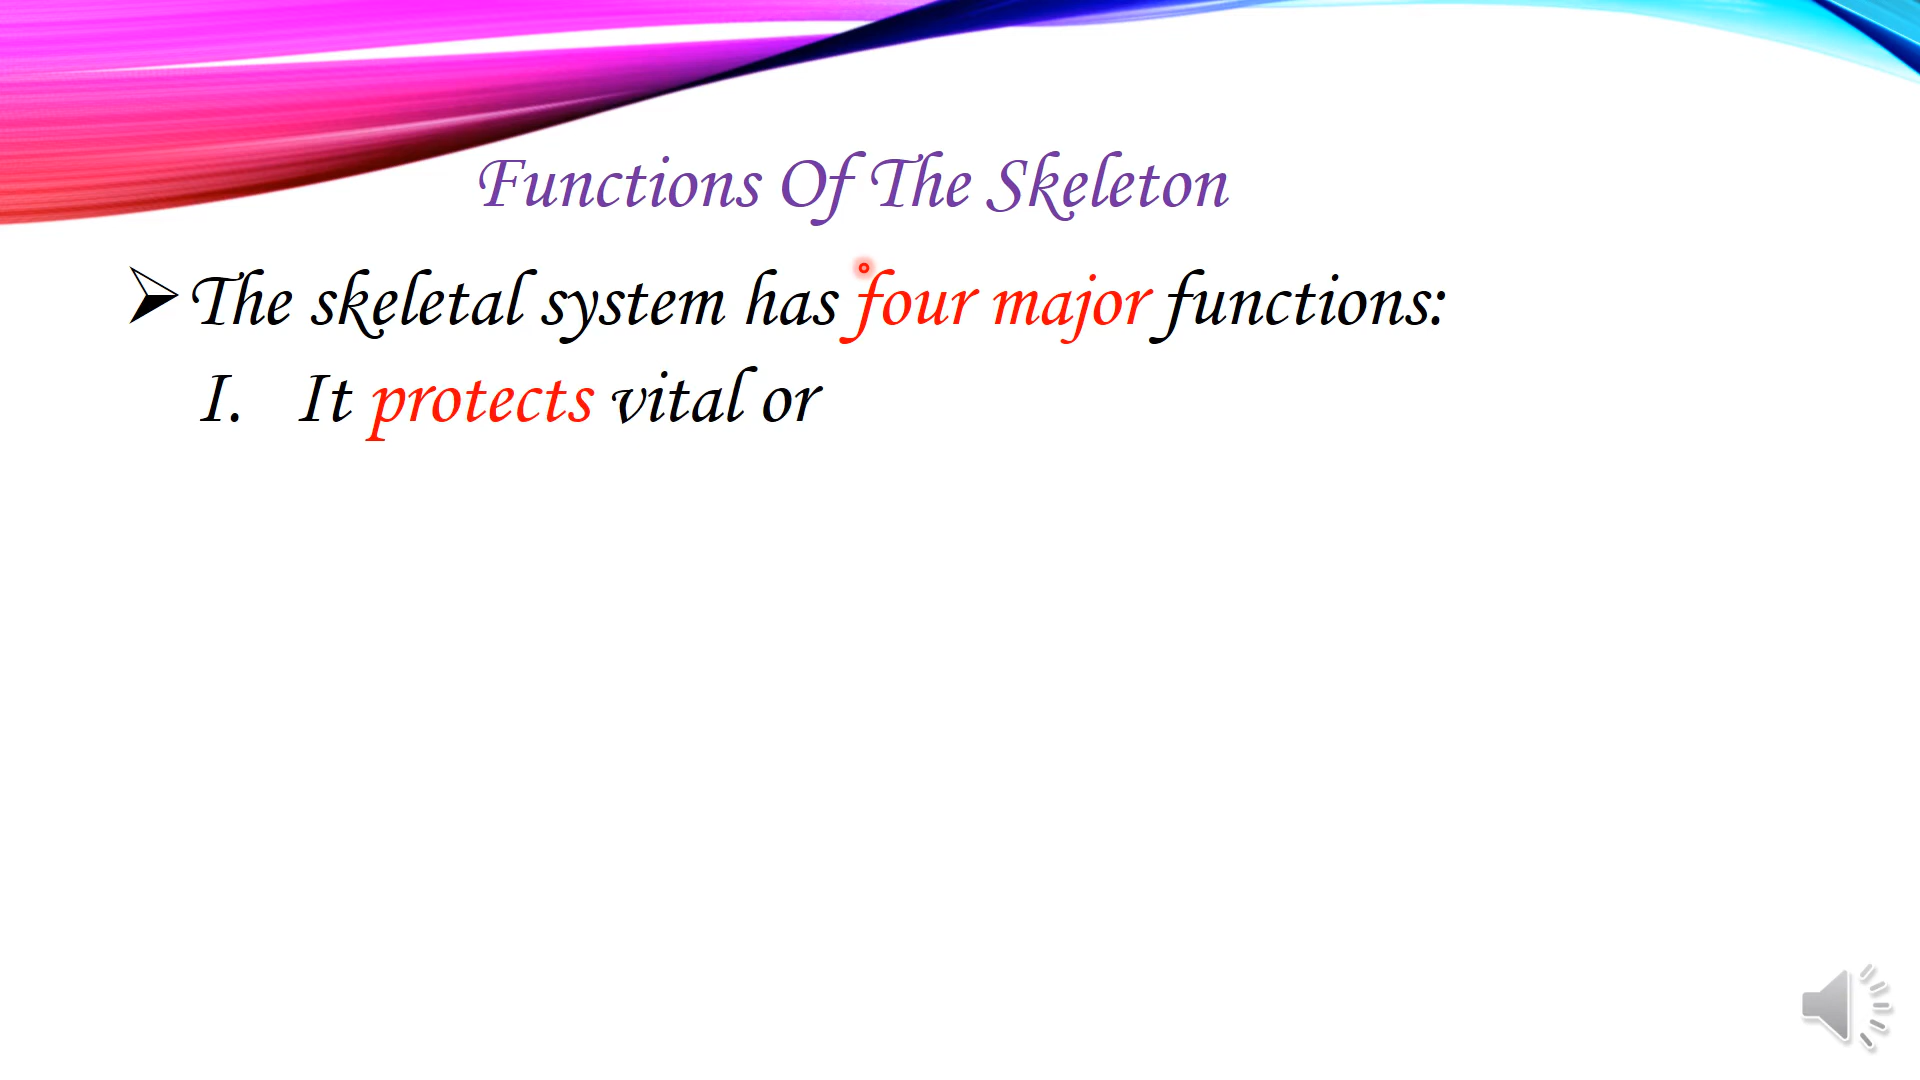 Functions Of The Skeleton
The skeletal system has four major functions:
I. It protects vital or